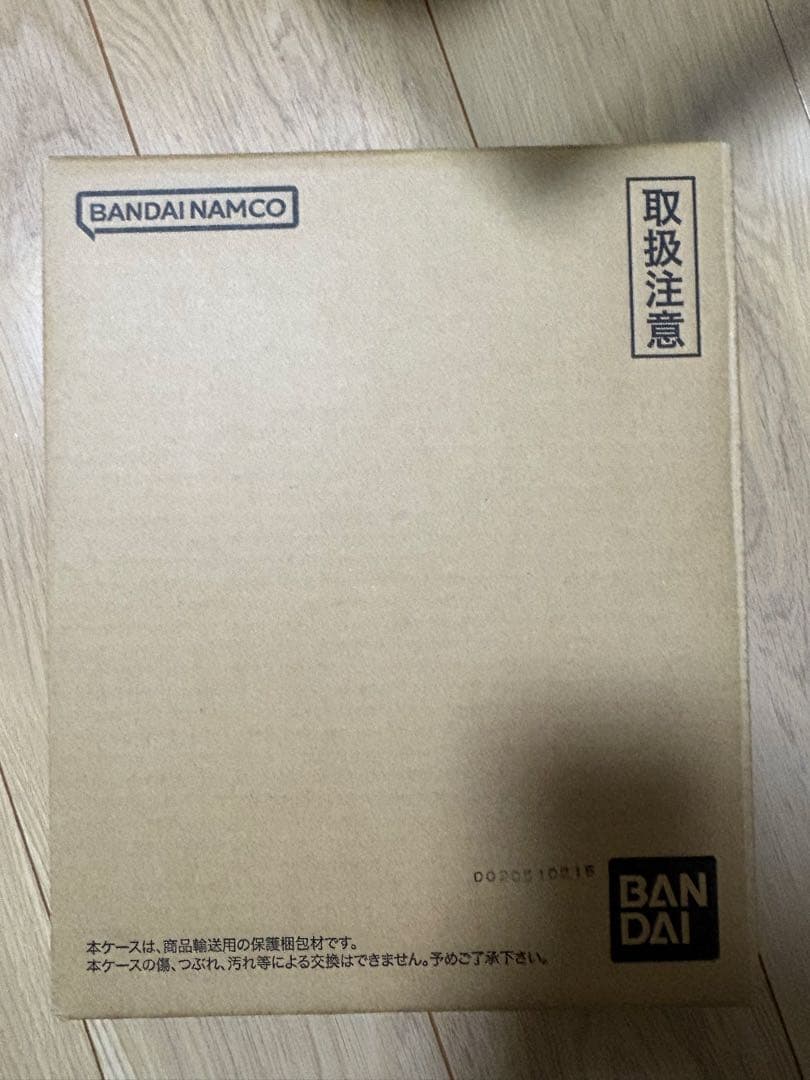 BANDAI NAMCO
取扱注意
BAN
DAI
本ケースは、商品輸送用の保護梱包材です。
本ケースの傷、つぶれ、汚れ等による交換はできません。予めご了承下さい。